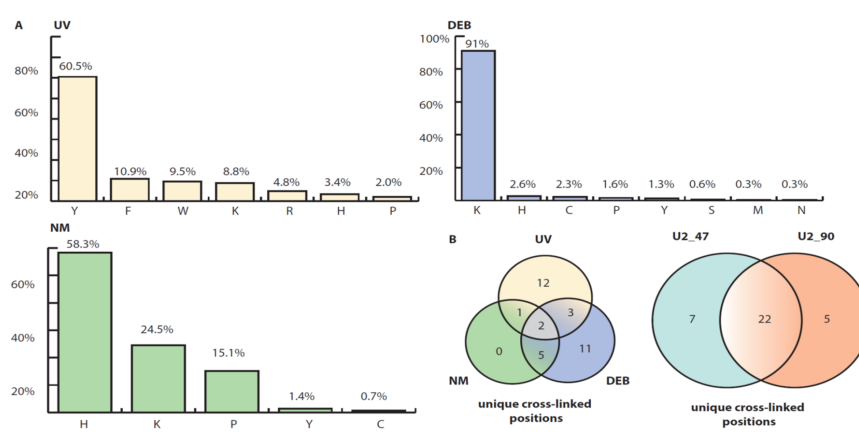 A UV
80%
60%
40%
20%
60.5%
10.9%
9.5%
8.8%
4.8%
3.4%
2.0%
Y F W K R H P
DEB
100%
80%
60%
40%
20%
91%
2.6%
2.3%
1.6%
1.3%
0.6%
0.3%
0.3%
K H C P Y S M N
NM
60%
40%
20%
58.3%
24.5%
15.1%
1.4%
0.7%
H K P Y C
B UV
12
1 3
2
0 5 11
NM DEB
unique cross-linked
positions
U2_47 U2_90
7 22 5
unique cross-linked
positions